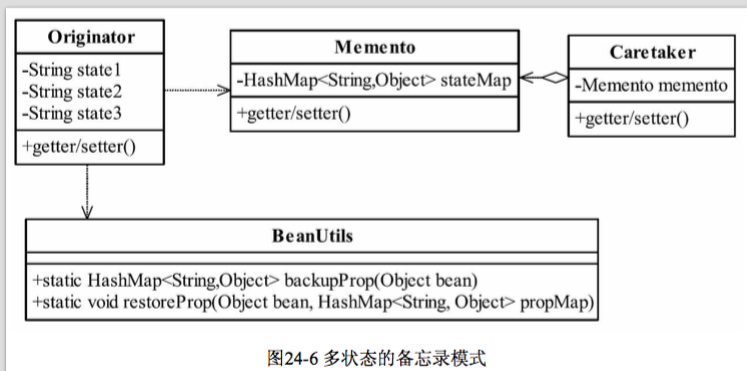 Originator
-String state1
-String state2
-String state3
+getter/setter()
Memento
-HashMap<String,Object> stateMap
+getter/setter()
Caretaker
-Memento memento
+getter/setter()
BeanUtils
+static HashMap<String,Object> backupProp(Object bean)
+static void restoreProp(Object bean, HashMap<String, Object> propMap)
图24-6 多状态的备忘录模式